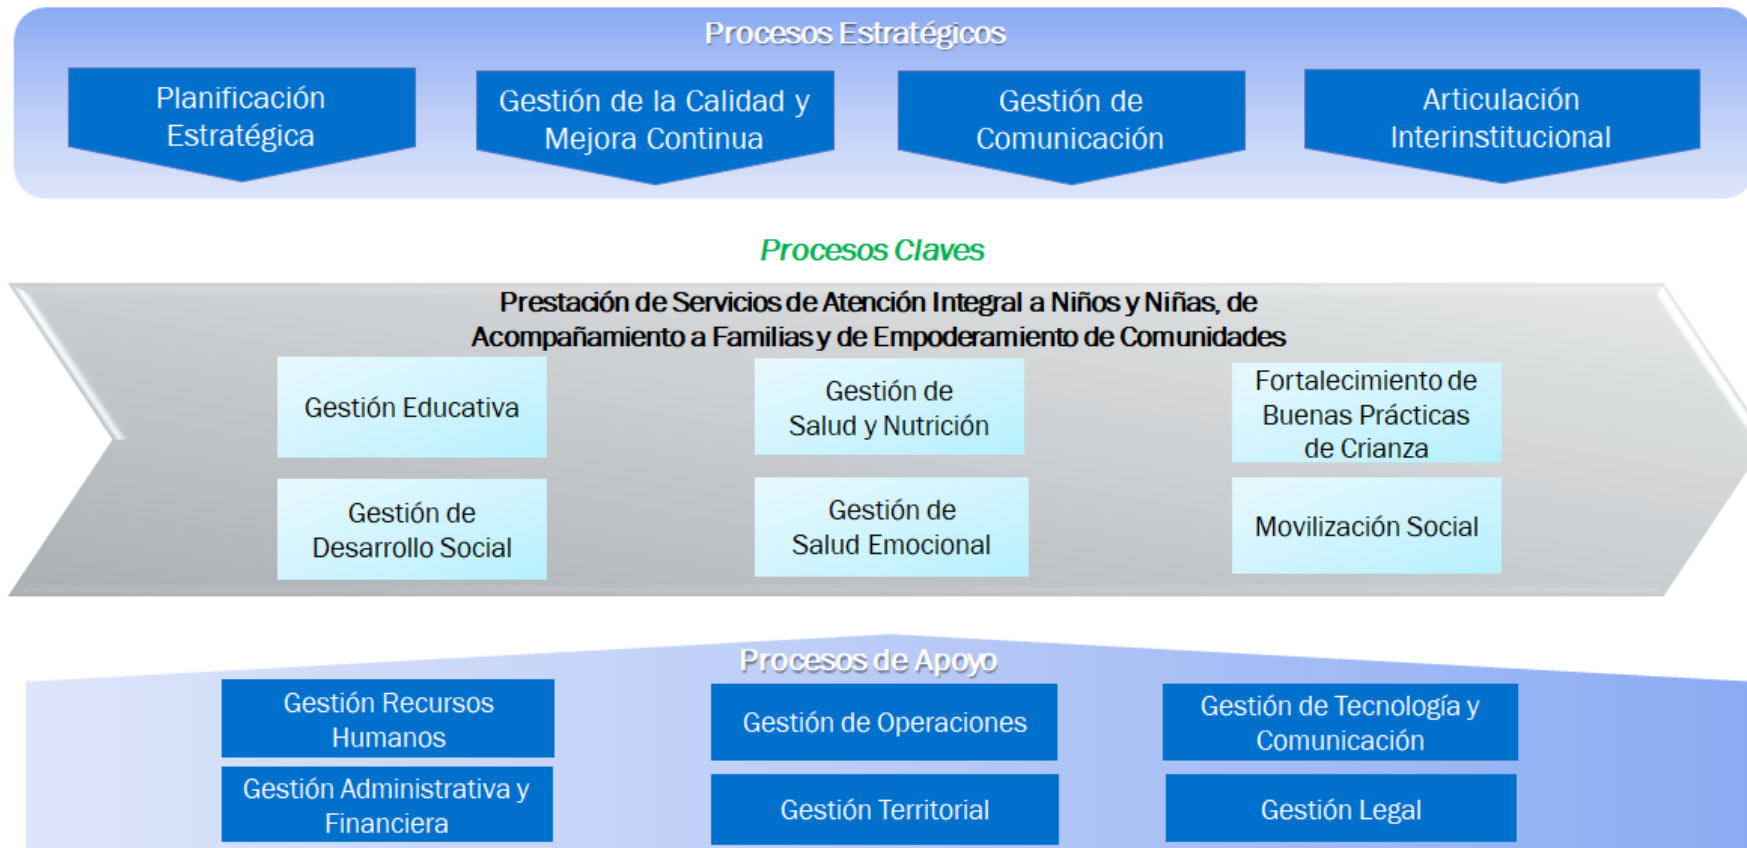 Procesos Estratégicos
Planificación
Estratégica
Gestión de la Calidad y
Mejora Continua
Gestión de
Comunicación
Articulación
Interinstitucional
Procesos Claves
Prestación de Servicios de Atención Integral a Niños y Niñas, de
Acompañamiento a Familias y de Empoderamiento de Comunidades
Gestión Educativa
Gestión de
Salud y Nutrición
Fortalecimiento de
Buenas Prácticas
de Crianza
Gestión de
Desarrollo Social
Gestión de
Salud Emocional
Movilización Social
Procesos de Apoyo
Gestión Recursos
Humanos
Gestión de Operaciones
Gestión de Tecnología y
Comunicación
Gestión Administrativa y
Financiera
Gestión Territorial
Gestión Legal